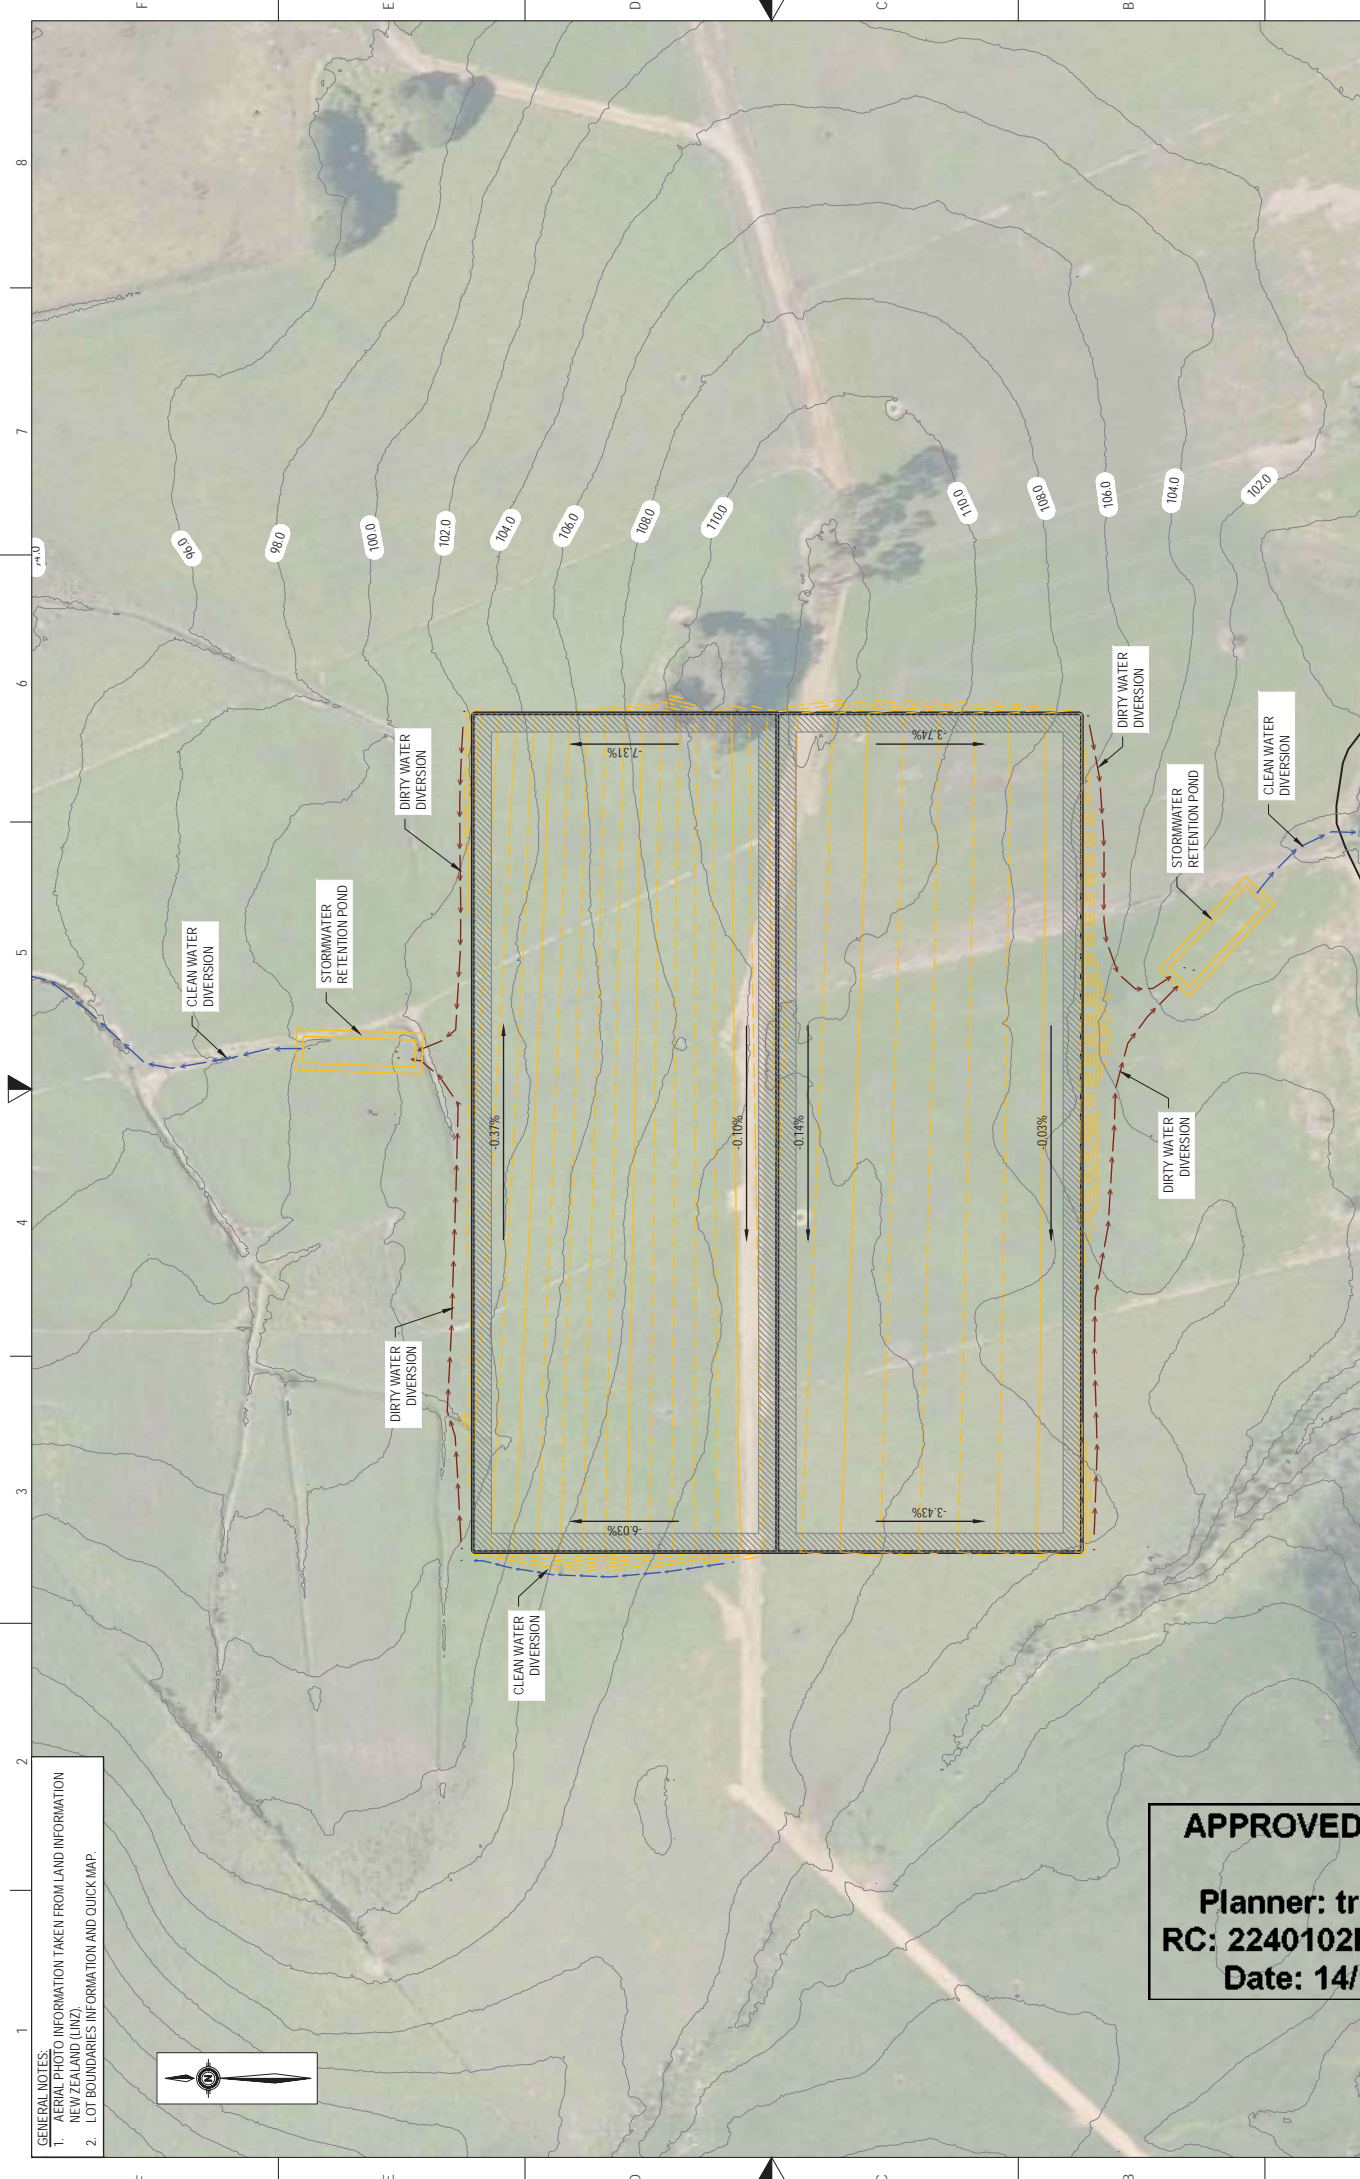 GENERAL NOTES:
1. AERIAL PHOTO INFORMATION TAKEN FROM LAND INFORMATION
NEW ZEALAND (LINZ).
2. LOT BOUNDARIES INFORMATION AND QUICK MAP.
N
1
2
3
4
5
6
7
8
F
E
D
C
B
F
E
D
C
B
96.0
98.0
100.0
102.0
104.0
106.0
108.0
110.0
110.0
108.0
106.0
104.0
102.0
CLEAN WATER
DIVERSION
STORMWATER
RETENTION POND
DIRTY WATER
DIVERSION
DIRTY WATER
DIVERSION
CLEAN WATER
DIVERSION
-0.37%
-7.31%
-6.03%
-0.10%
-0.14%
-3.74%
-3.43%
-0.03%
DIRTY WATER
DIVERSION
DIRTY WATER
DIVERSION
STORMWATER
RETENTION POND
CLEAN WATER
DIVERSION
APPROVED
Planner: tr
RC: 2240102
Date: 14/